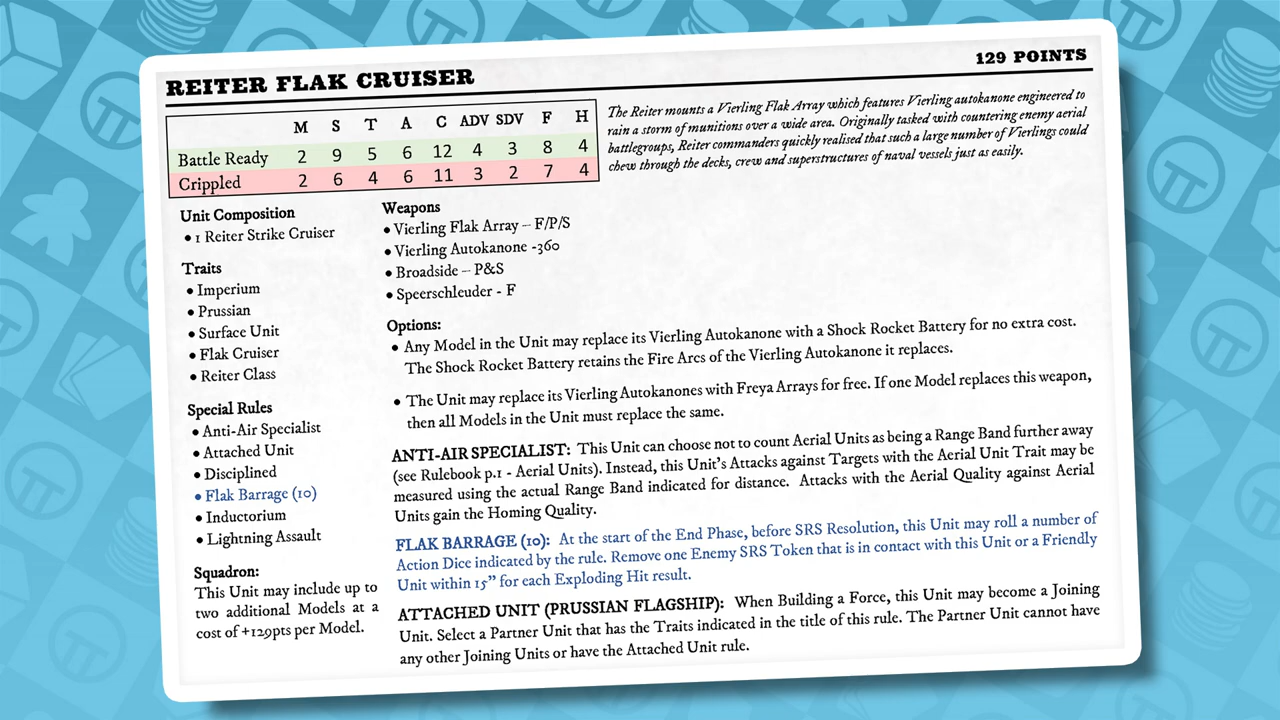 REITER FLAK CRUISER
129 POINTS
M S T A C ADV SDV F H
Battle Ready 2 9 5 6 12 4 3 8 4
Crippled 2 6 4 6 11 3 2 7 4
The Reiter mounts a Vierling Flak Array which features Vierling autokanone engineered to
rain a storm of munitions over a wide area. Originally tasked with countering enemy aerial
battlegroups, Reiter commanders quickly realised that such a large number of Vierlings could
chew through the decks, crew and superstructures of naval vessels just as easily.
Unit Composition
• 1 Reiter Strike Cruiser
Traits
• Imperium
• Prussian
• Surface Unit
• Flak Cruiser
• Reiter Class
Special Rules
• Anti-Air Specialist
• Attached Unit
• Disciplined
• Flak Barrage (10)
• Inductorium
• Lightning Assault
Squadron:
This Unit may include up to
two additional Models at a
cost of +129pts per Model.
Weapons
• Vierling Flak Array – F/P/S
• Vierling Autokanone -360
• Broadside – P&S
• Speerschleuder - F
Options:
• Any Model in the Unit may replace its Vierling Autokanone with a Shock Rocket Battery for no extra cost.
The Shock Rocket Battery retains the Fire Arcs of the Vierling Autokanone it replaces.
• The Unit may replace its Vierling Autokanones with Freya Arrays for free. If one Model replaces this weapon,
then all Models in the Unit must replace the same.
ANTI-AIR SPECIALIST: This Unit can choose not to count Aerial Units as being a Range Band further away
(see Rulebook p.1 - Aerial Units). Instead, this Unit's Attacks against Targets with the Aerial Unit Trait may be
measured using the actual Range Band indicated for distance. Attacks with the Aerial Quality against Aerial
Units gain the Homing Quality.
FLAK BARRAGE (10): At the start of the End Phase, before SRS Resolution, this Unit may roll a number of
Action Dice indicated by the rule. Remove one Enemy SRS Token that is in contact with this Unit or a Friendly
Unit within 15" for each Exploding Hit result.
ATTACHED UNIT (PRUSSIAN FLAGSHIP): When Building a Force, this Unit may become a Joining
Unit. Select a Partner Unit that has the Traits indicated in the title of this rule. The Partner Unit cannot have
any other Joining Units or have the Attached Unit rule.